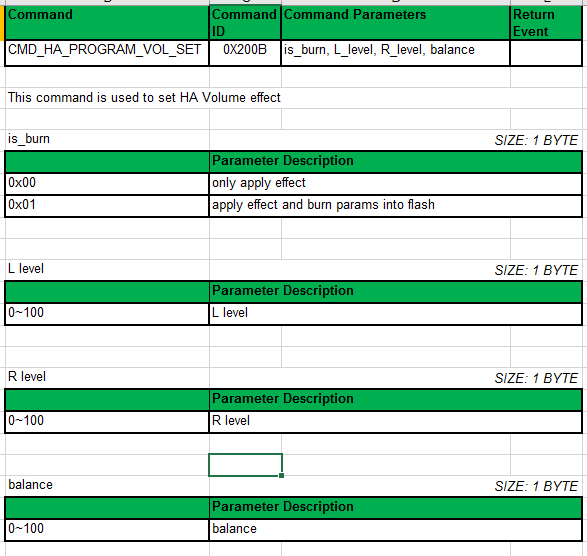 Command Command Command Parameters Return
ID Event
CMD_HA_PROGRAM_VOL_SET 0X200B is_burn, L_level, R_level, balance
This command is used to set HA Volume effect
is_burn SIZE: 1 BYTE
Parameter Description
0x00 only apply effect
0x01 apply effect and burn params into flash
L level SIZE: 1 BYTE
Parameter Description
0~100 L level
R level SIZE: 1 BYTE
Parameter Description
0~100 R level
balance SIZE: 1 BYTE
Parameter Description
0~100 balance